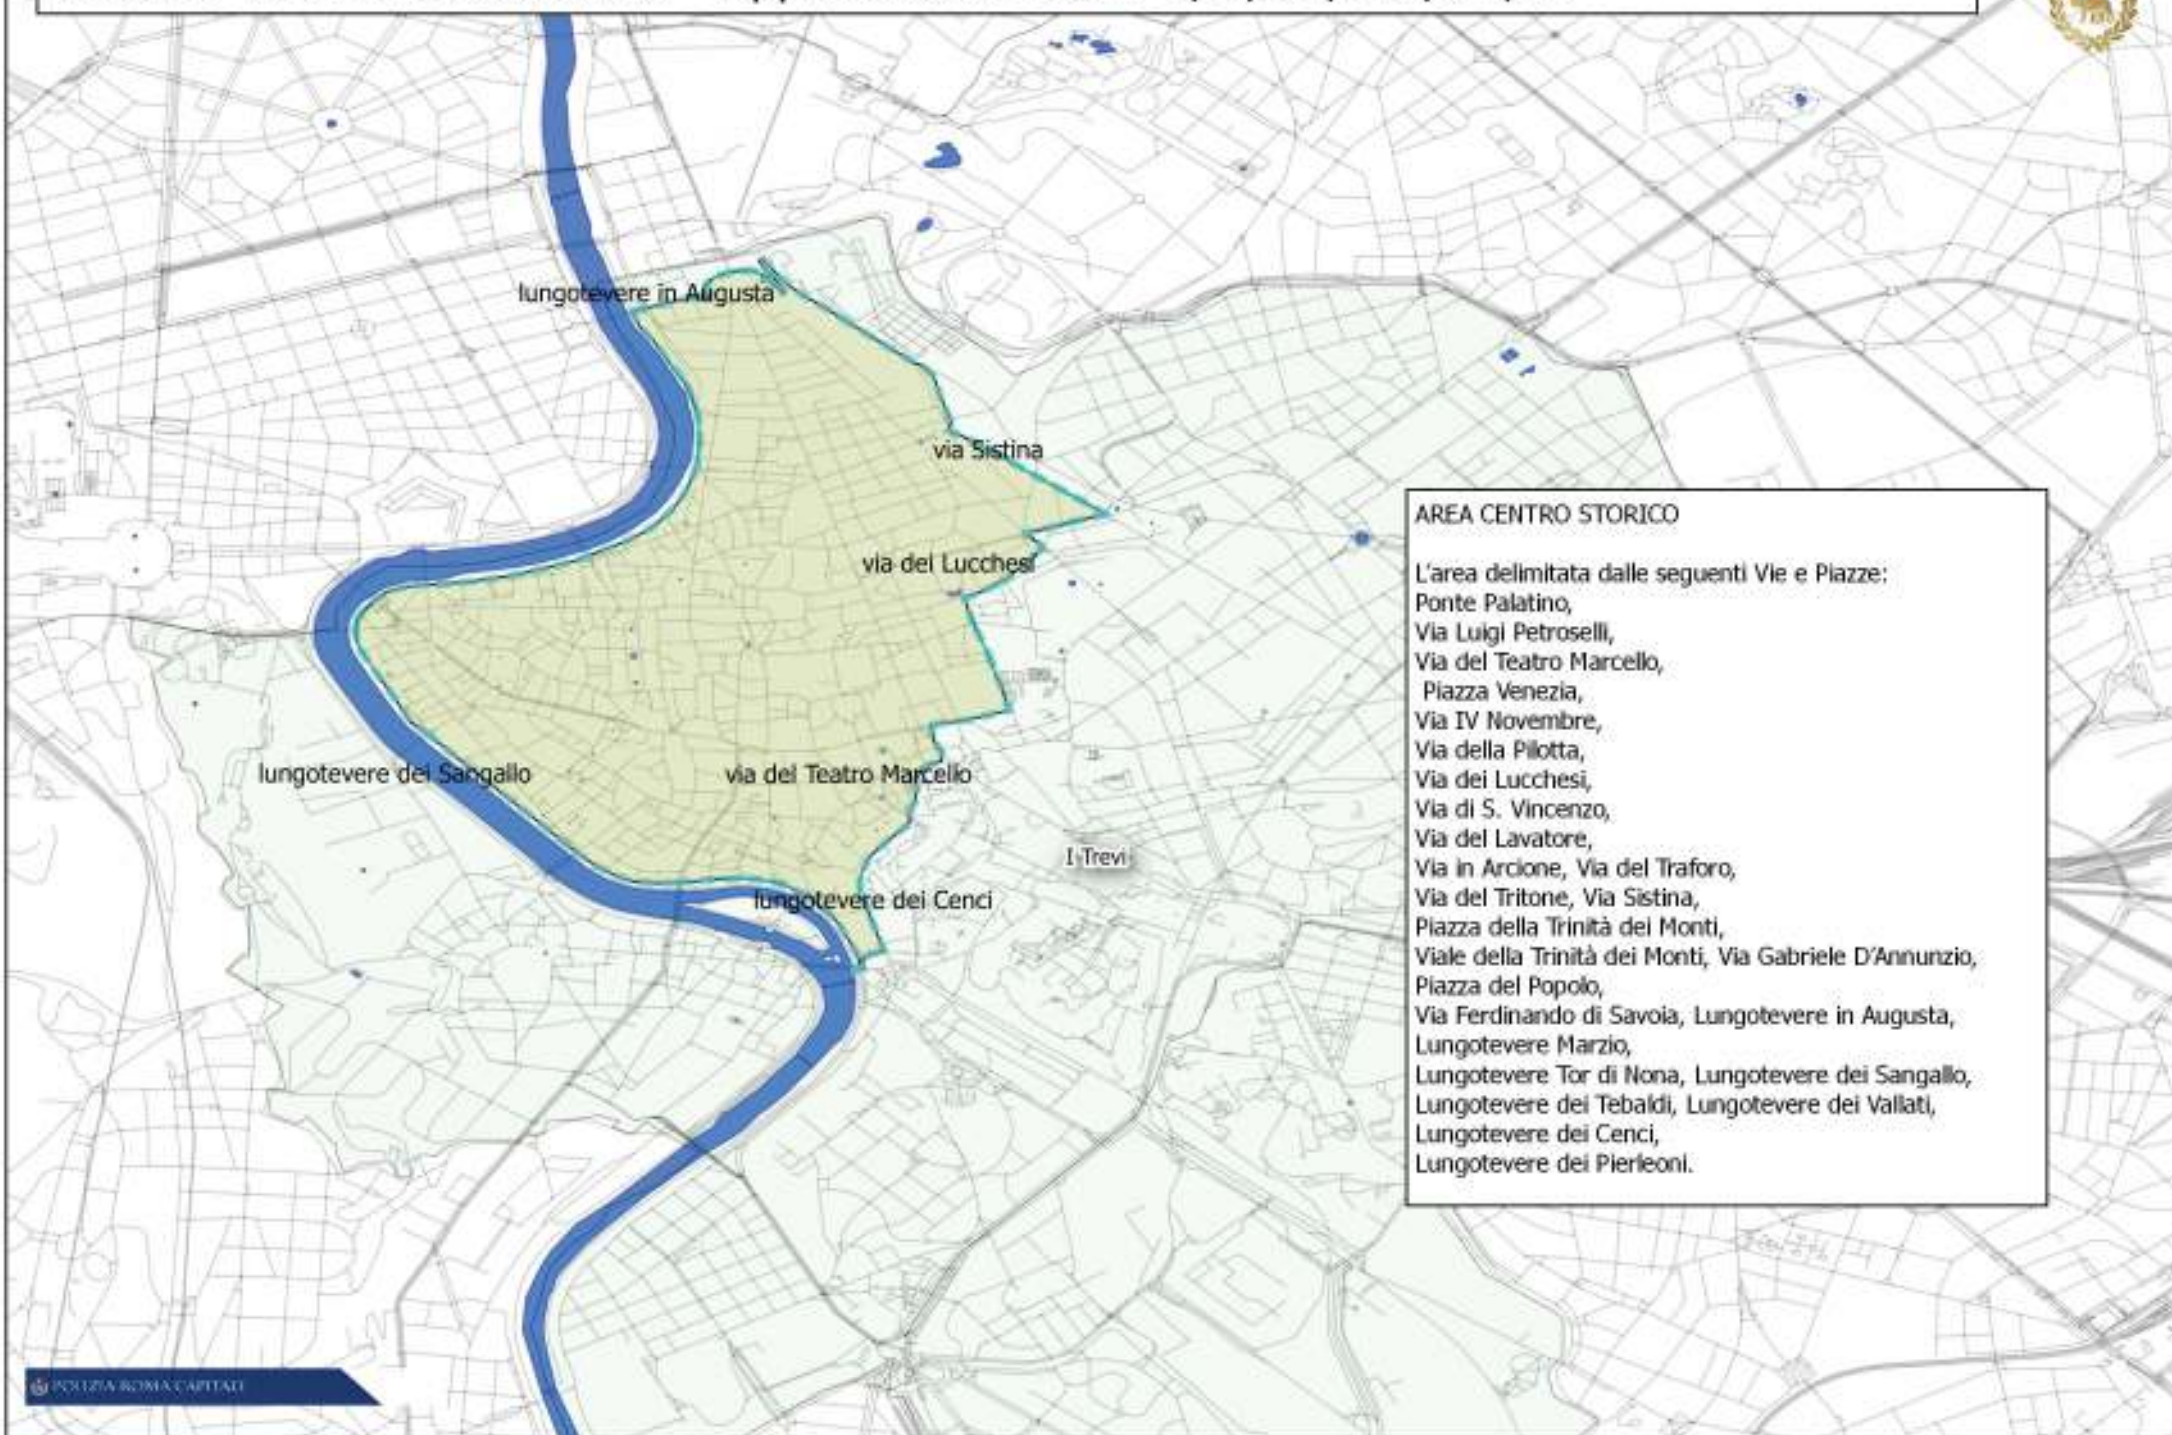 lungotevere in Augusta
via Sistina
via dei Lucchesi
lungotevere dei Sangallo
via del Teatro Marcello
I Trevi
lungotevere dei Cenci
AREA CENTRO STORICO
L'area delimitata dalle seguenti Vie e Piazze:
Ponte Palatino,
Via Luigi Petroselli,
Via del Teatro Marcello,
Piazza Venezia,
Via IV Novembre,
Via della Pilotta,
Via dei Lucchesi,
Via di S. Vincenzo,
Via del Lavatore,
Via in Arcione, Via del Traforo,
Via del Tritone, Via Sistina,
Piazza della Trinità dei Monti,
Viale della Trinità dei Monti, Via Gabriele D'Annunzio,
Piazza del Popolo,
Via Ferdinando di Savoia, Lungotevere in Augusta,
Lungotevere Marzio,
Lungotevere Tor di Nona, Lungotevere dei Sangallo,
Lungotevere dei Tebaldi, Lungotevere dei Vallati,
Lungotevere dei Cenci,
Lungotevere dei Pierleoni.
POLIZIA ROMA CAPITALE